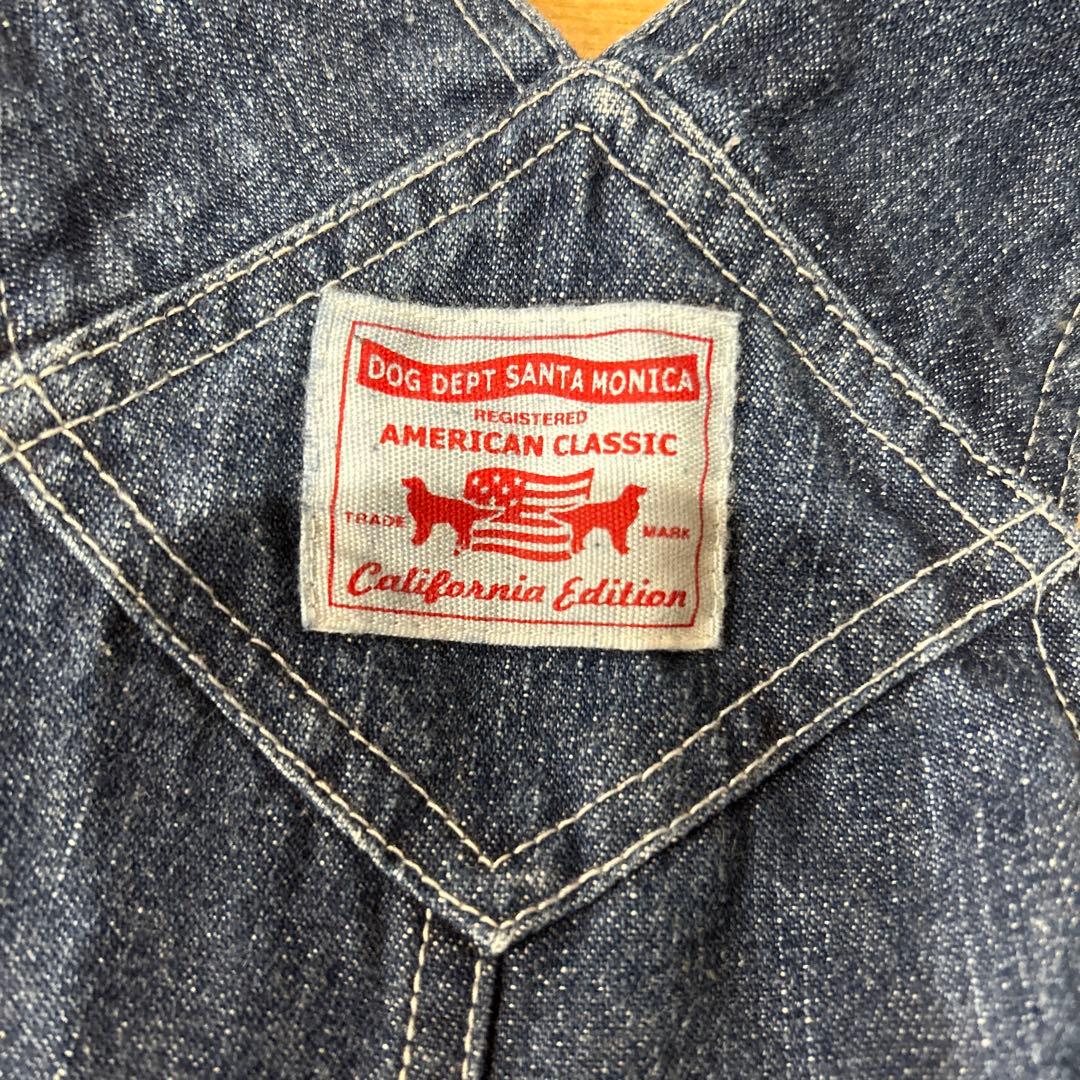 DOG DEPT SANTA MONICA
REGISTERED
AMERICAN CLASSIC
TRADE MARK
California Edition